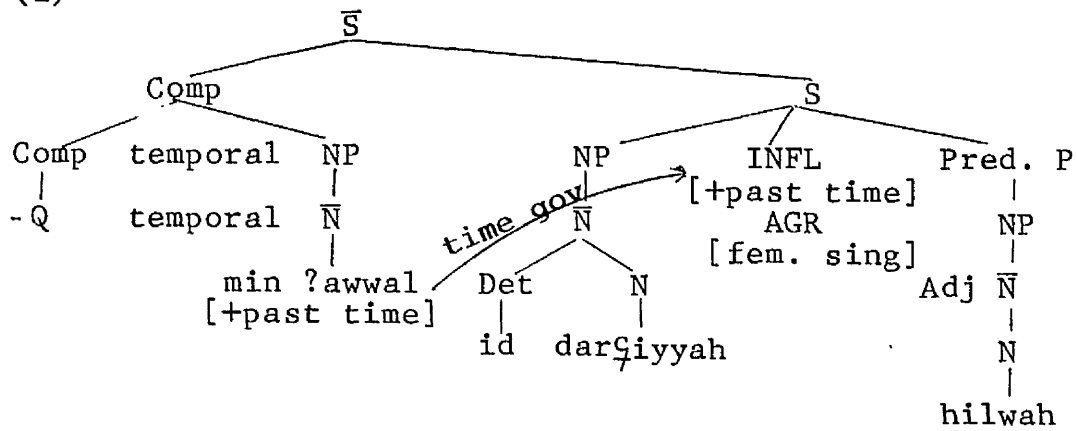 S̅
Comp S
Comp temporal NP NP INFL Pred. P
[+past time]
-Q temporal N̅ time gov N̅ AGR NP
[fem. sing]
min ?awwal Det N Adj N̅
[+past time]
id darʕiyyah N
hilwah